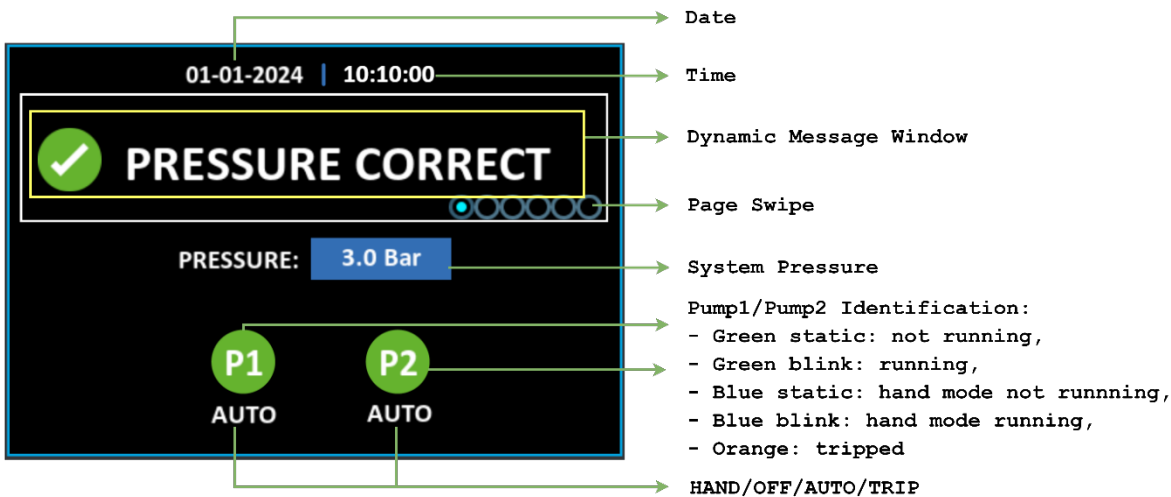 Date
01-01-2024 | 10:10:00
Time
PRESSURE CORRECT
Dynamic Message Window
Page Swipe
PRESSURE: 3.0 Bar
System Pressure
Pump1/Pump2 Identification:
- Green static: not running,
- Green blink: running,
- Blue static: hand mode not runnning,
- Blue blink: hand mode running,
- Orange: tripped
P1 P2
AUTO AUTO
HAND/OFF/AUTO/TRIP